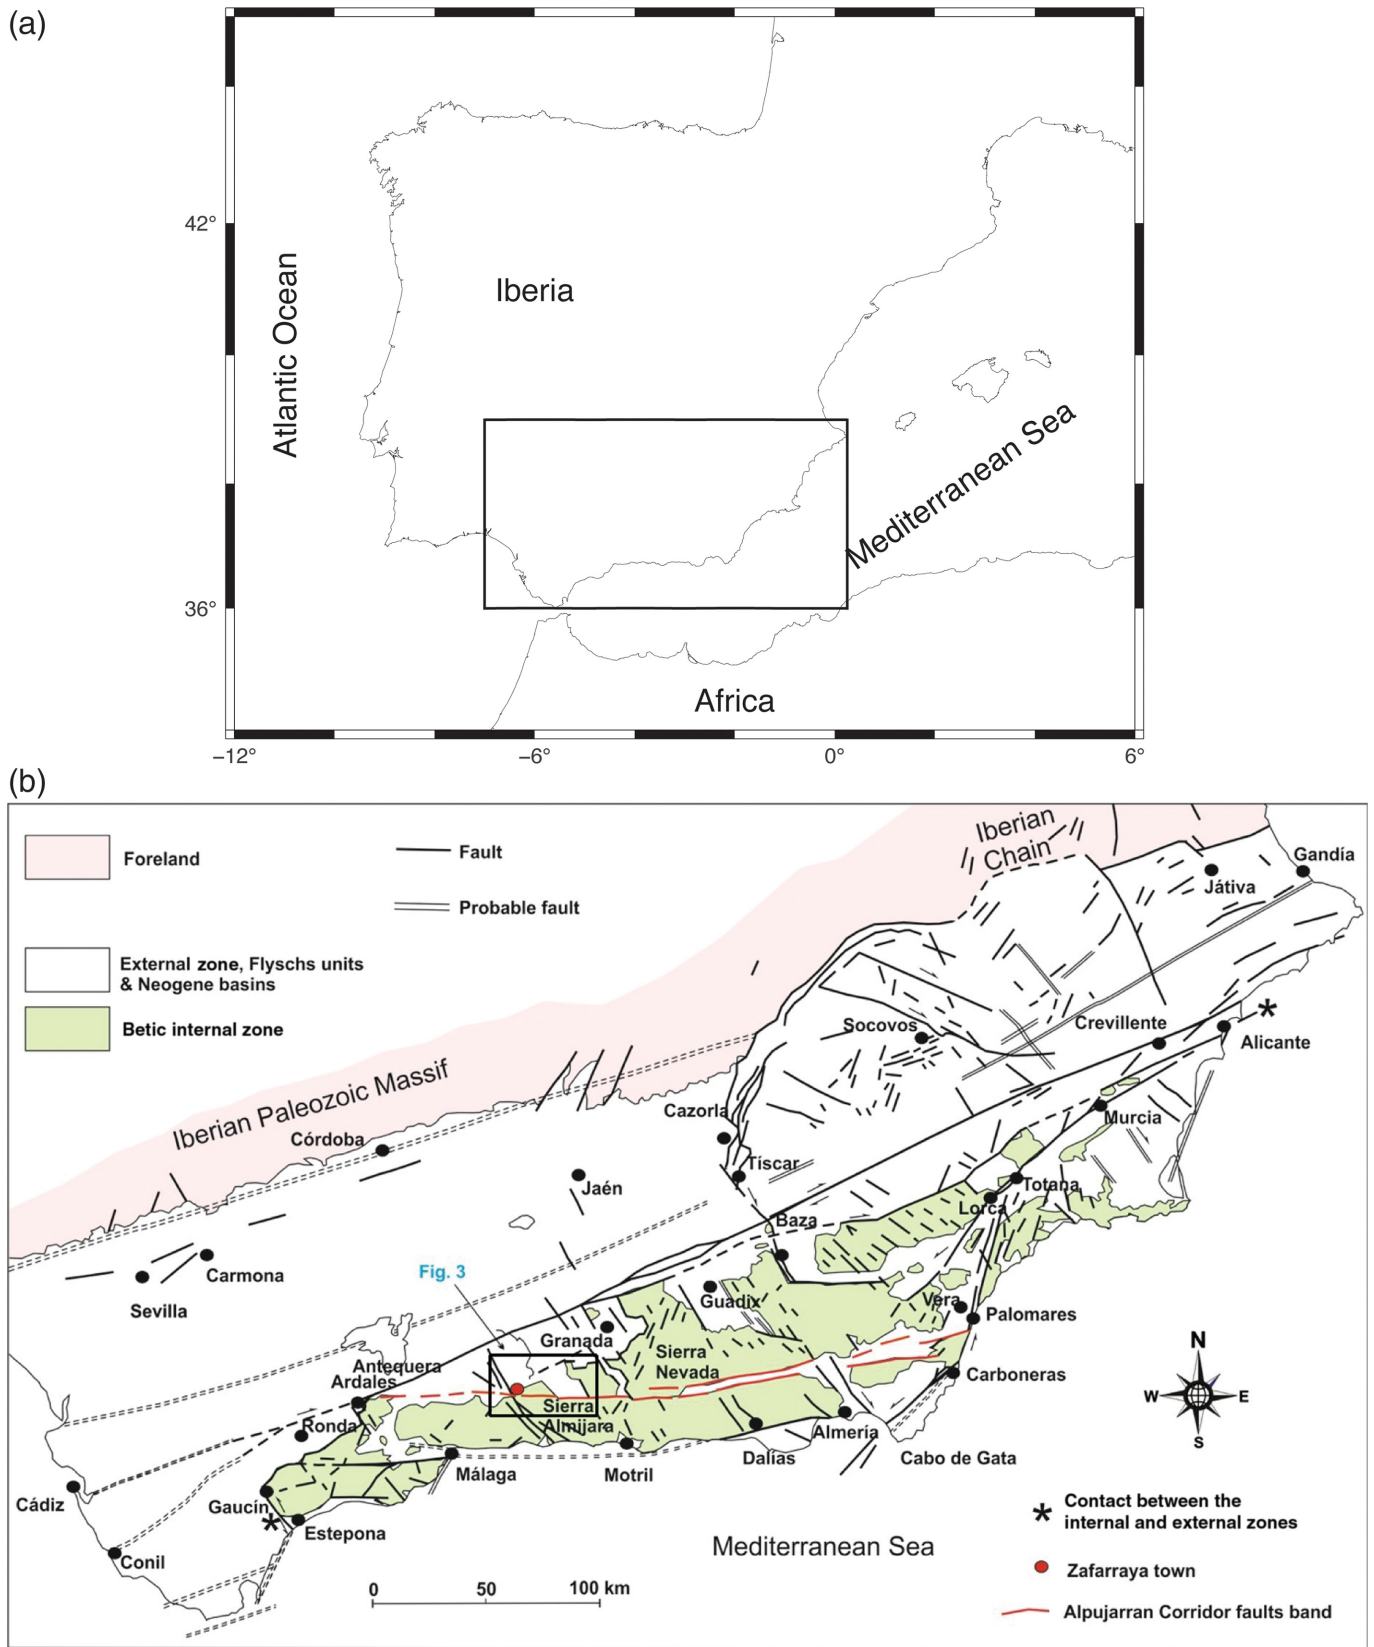 (a)
42°
36°
Atlantic Ocean
Iberia
Mediterranean Sea
Africa
−12°
−6°
0°
6°
(b)
Foreland
Fault
Probable fault
External zone, Flyschs units
& Neogene basins
Betic internal zone
Iberian
Chain
Gandía
Játiva
Socovos
Crevillente
Alicante
*
Iberian Paleozoic Massif
Córdoba
Cazorla
Murcia
Tíscar
Jaén
Totana
Lorca
Baza
Carmona
Sevilla
Fig. 3
Guadix
Vera
Palomares
Granada
Sierra
Nevada
Antequera
Ardales
Carboneras
Sierra
Almijara
Ronda
Almería
Málaga
Motril
Dalías
Cabo de Gata
Cádiz
Gaucín
*
Estepona
Conil
Mediterranean Sea
N
W
E
S
0
50
100 km
* Contact between the
internal and external zones
Zafarraya town
Alpujarran Corridor faults band